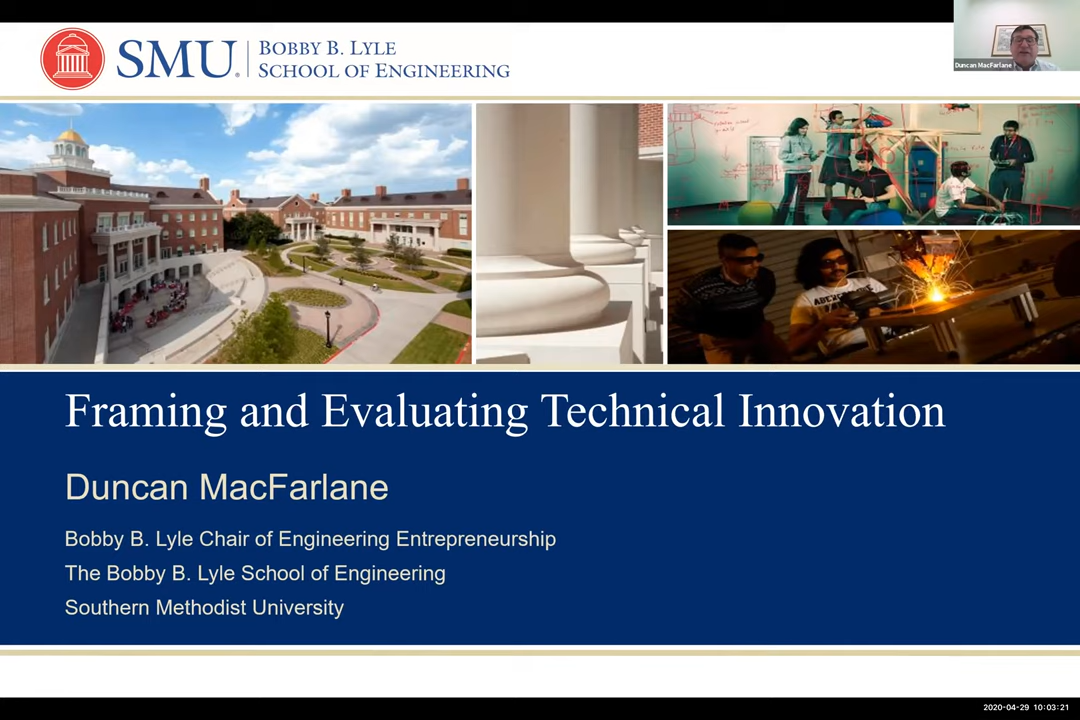 SMU
BOBBY B. LYLE
SCHOOL OF ENGINEERING
Duncan MacFarlane
Framing and Evaluating Technical Innovation
Duncan MacFarlane
Bobby B. Lyle Chair of Engineering Entrepreneurship
The Bobby B. Lyle School of Engineering
Southern Methodist University
2020-04-29 10:03:21